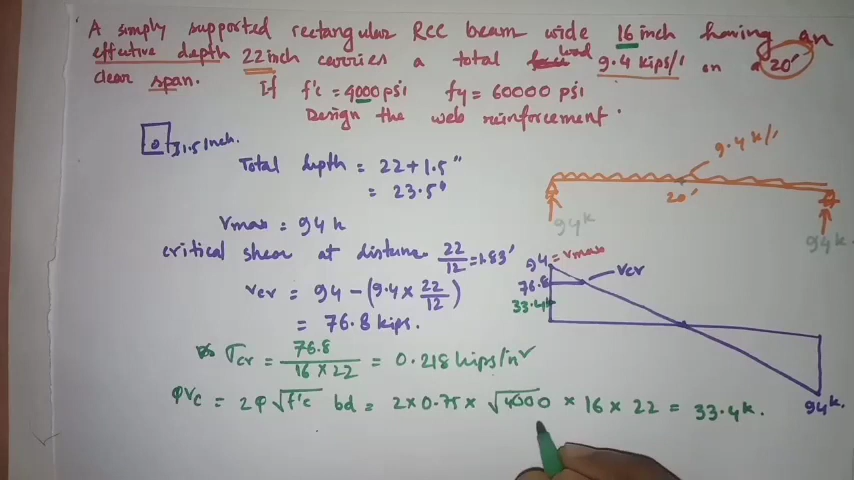 A simply supported rectangular RCC beam wide 16 inch having an
effective depth 22 inch carries a total load 9.4 kips/' on a 20'
clear span. If f'c = 4000 psi fy = 60000 psi
Design the web reinforcement.
1.5 inch.
Total depth = 22 + 1.5"
= 23.5"
Vmax = 94 k
critical shear at distance 22/12 = 1.83'
Vcr = 94 - (9.4 × 22/12)
= 76.8 kips.
τcr = 76.8 / 16 × 22 = 0.218 kips/in²
φVc = 2φ√f'c bd = 2 × 0.75 × √4000 × 16 × 22 = 33.4k.
9.4 k/'
20'
94k
94k
94 = Vmax
Vcr
76.8
33.4k
94k.